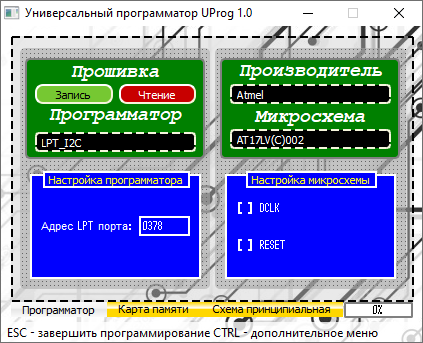 Универсальный программатор UProg 1.0
Прошивка
Запись Чтение
Программатор
LPT_I2C
Производитель
Atmel
Микросхема
AT17LV(C)002
Настройка программатора
Адрес LPT порта: 0378
Настройка микросхемы
[ ] DCLK
[ ] RESET
Программатор Карта памяти Схема принципиальная 0%
ESC - завершить программирование CTRL - дополнительное меню